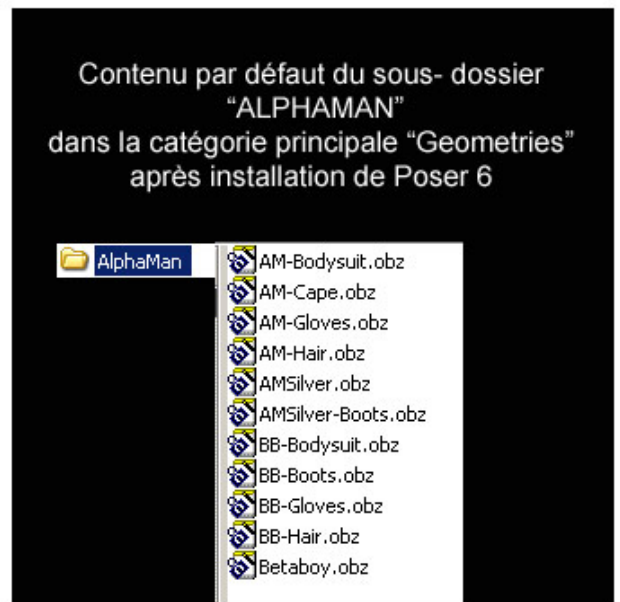 Contenu par défaut du sous- dossier
“ALPHAMAN”
dans la catégorie principale “Geometries”
après installation de Poser 6
AlphaMan
AM-Bodysuit.obz
AM-Cape.obz
AM-Gloves.obz
AM-Hair.obz
AMSilver.obz
AMSilver-Boots.obz
BB-Bodysuit.obz
BB-Boots.obz
BB-Gloves.obz
BB-Hair.obz
Betaboy.obz